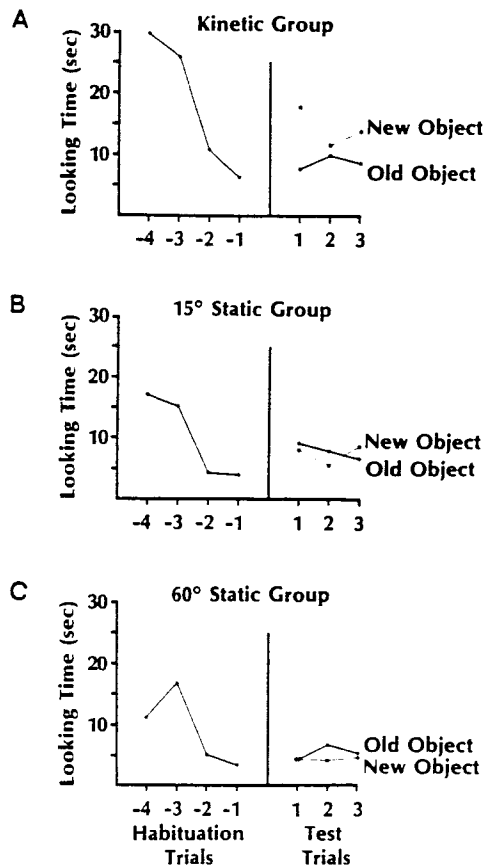 A
Kinetic Group
Looking Time (sec)
30
20
10
New Object
Old Object
-4 -3 -2 -1 1 2 3
B
15° Static Group
Looking Time (sec)
30
20
10
New Object
Old Object
-4 -3 -2 -1 1 2 3
C
60° Static Group
Looking Time (sec)
30
20
10
Old Object
New Object
-4 -3 -2 -1 1 2 3
Habituation Test
Trials Trials